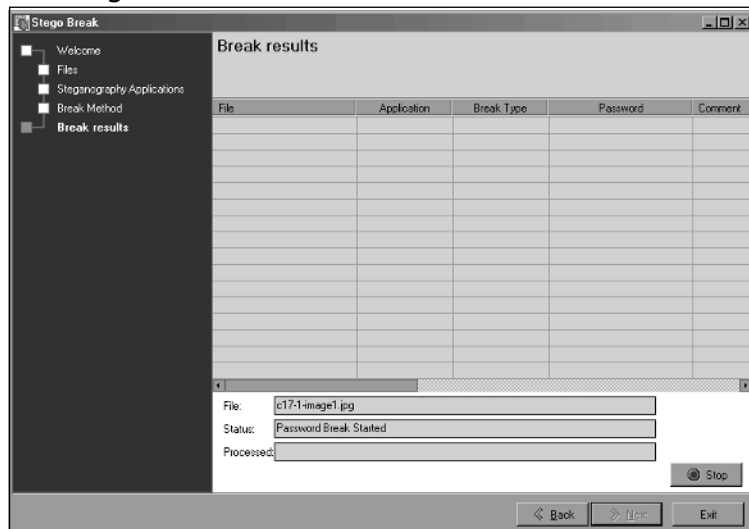 Stego Break
Welcome
Files
Steganography Applications
Break Method
Break results
Break results
File Application Break Type Password Comment
File: c17-1-image1.jpg
Status: Password Break Started
Processed:
Stop
Back Next Exit